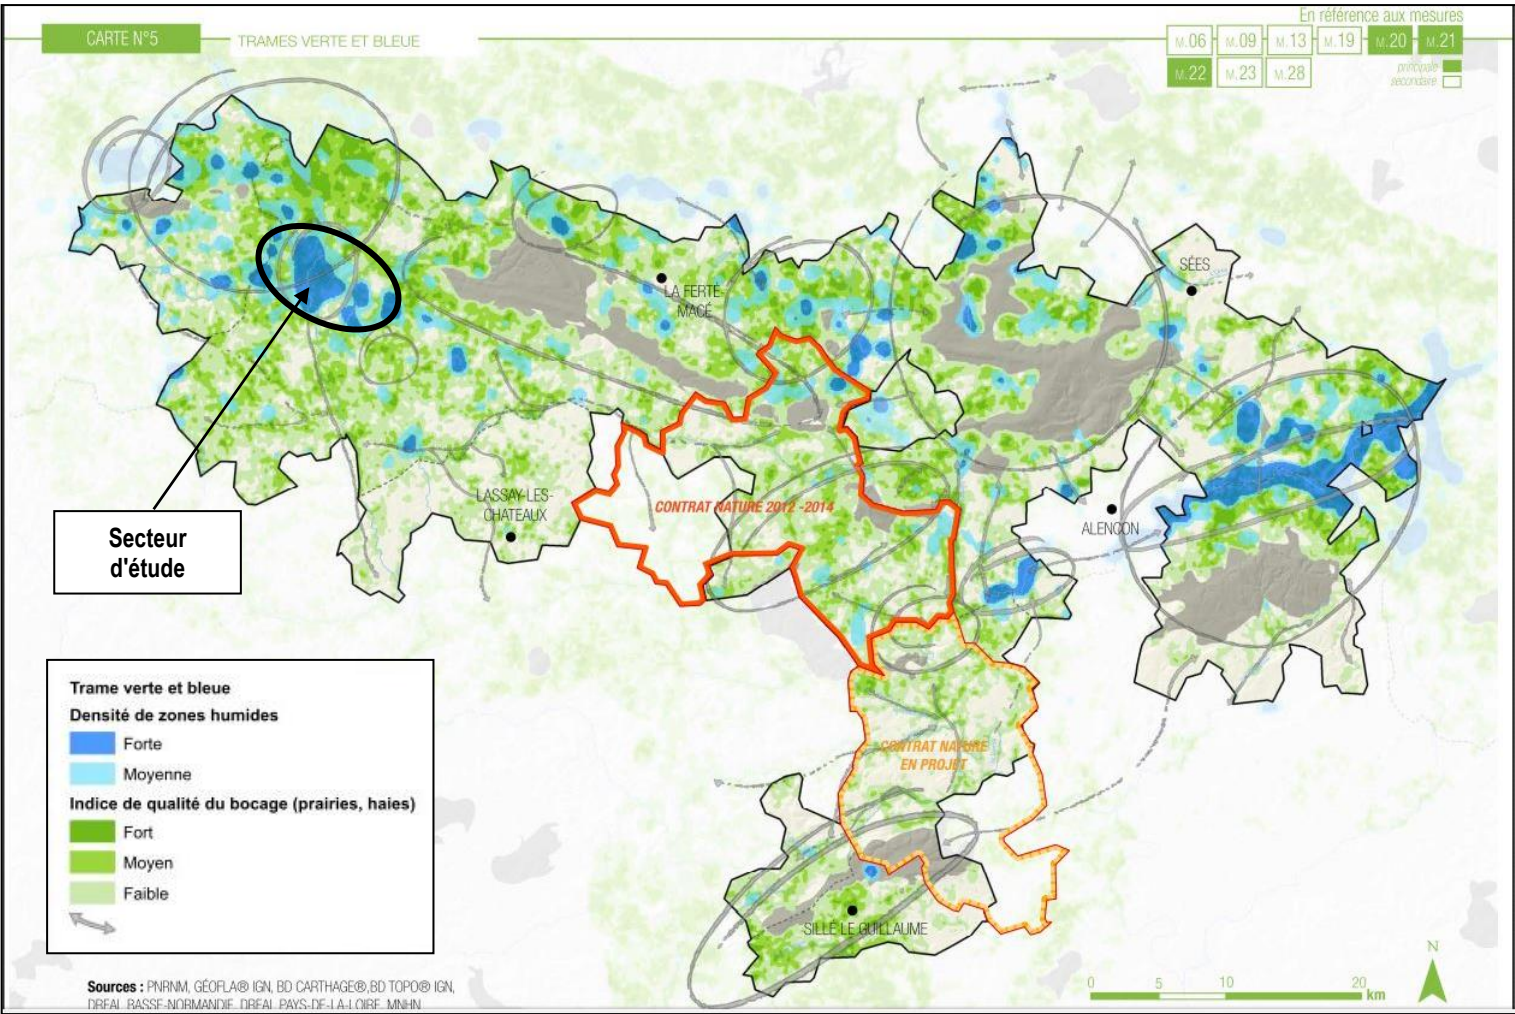 En référence aux mesures
CARTE N°5
TRAMES VERTE ET BLEUE
M.06
M.09
M.13
M.19
M.20
M.21
M.22
M.23
M.28
principale
secondaire
SÉES
LA FERTÉ-
MACÉ
LASSAY-LES-
CHATEAUX
CONTRAT NATURE 2012 -2014
ALENÇON
Secteur
d'étude
CONTRAT NATURE
EN PROJET
SILLÉ LE GUILLAUME
Trame verte et bleue
Densité de zones humides
Forte
Moyenne
Indice de qualité du bocage (prairies, haies)
Fort
Moyen
Faible
Sources : PNRNM, GÉOFLA® IGN, BD CARTHAGE®,BD TOPO® IGN,
DREAL BASSE-NORMANDIE, DREAL PAYS-DE-LA-LOIRE, MNHN
N
0 5 10 20
km